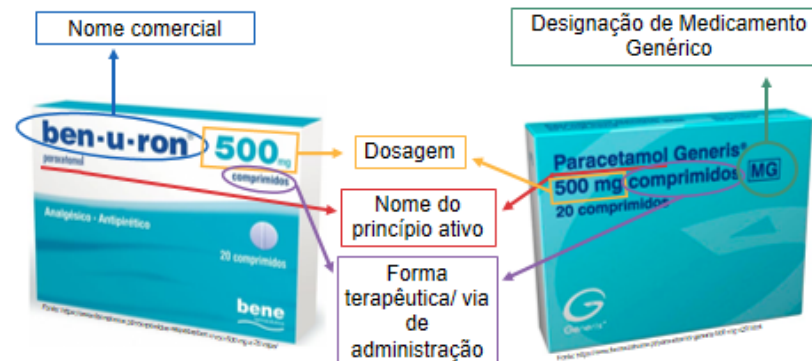 Nome comercial
Designação de Medicamento
Genérico
ben-u-ron®
500 mg
paracetamol
comprimidos
Analgésico - Antipirético
20 comprimidos
bene
Dosagem
Nome do
princípio ativo
Forma
terapêutica/ via
de
administração
Paracetamol Generis®
500 mg comprimidos MG
20 comprimidos
G
Generis®